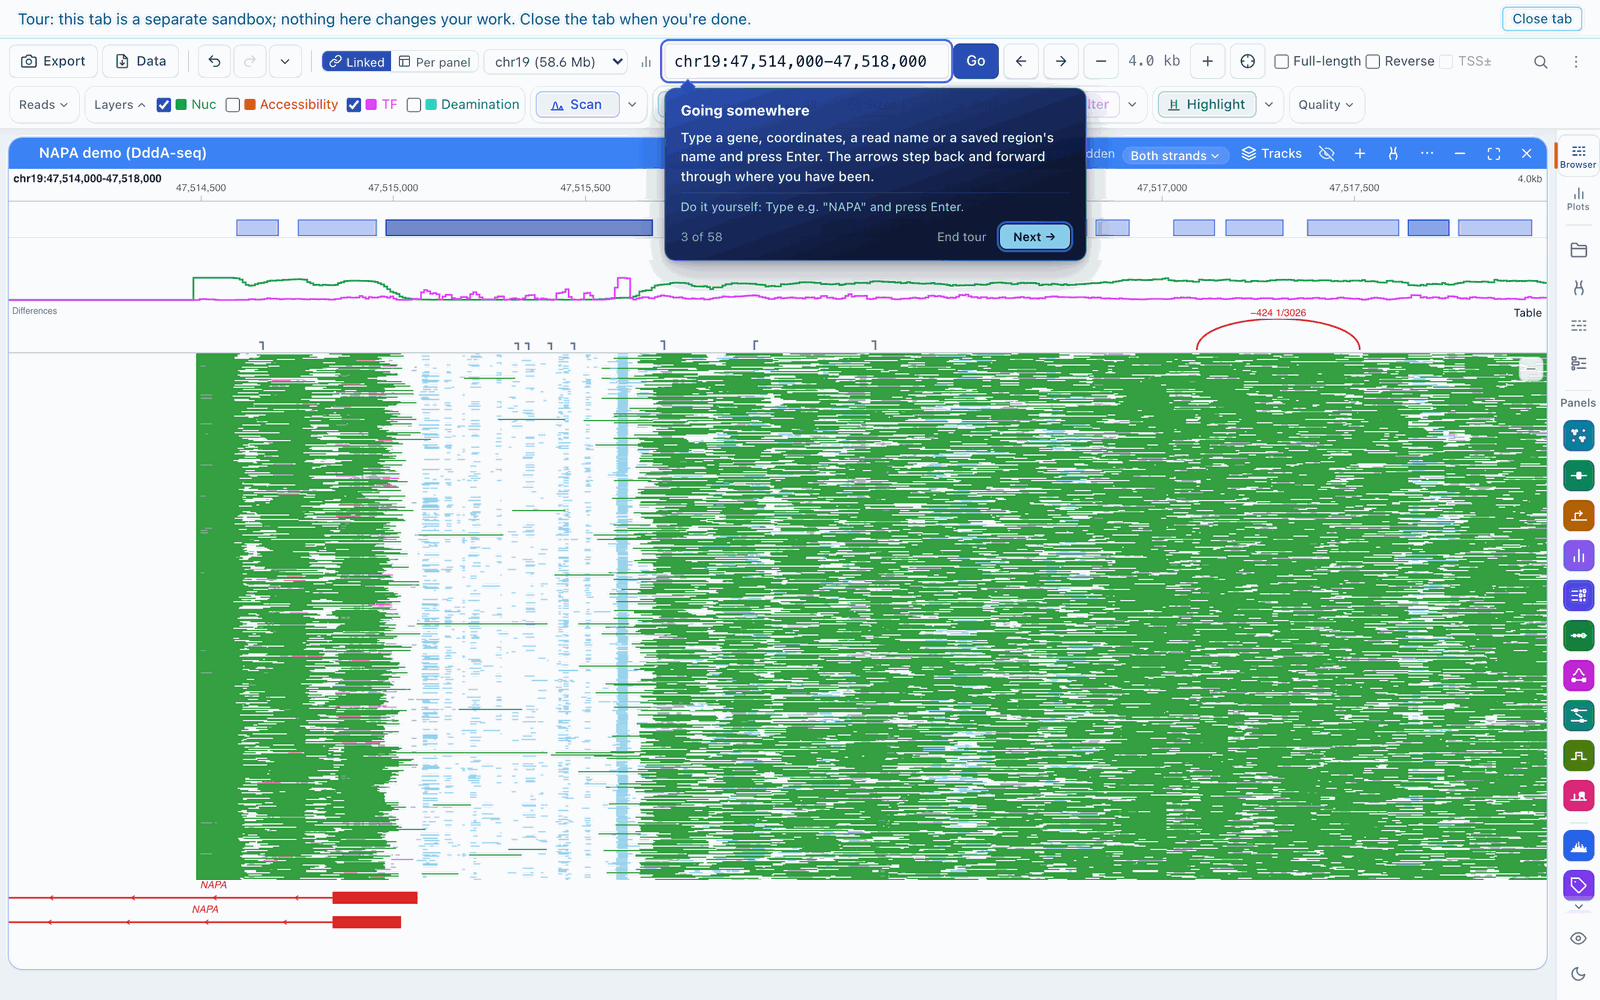 Tour: this tab is a separate sandbox; nothing here changes your work. Close the tab when you're done.
Close tab
Export
Data
Linked
Per panel
chr19 (58.6 Mb)
chr19:47,514,000–47,518,000
Go
4.0 kb
Full-length
Reverse
TSS±
Reads
Layers
Nuc
Accessibility
TF
Deamination
Scan
Highlight
Quality
Going somewhere
Type a gene, coordinates, a read name or a saved region's
name and press Enter. The arrows step back and forward
through where you have been.
Do it yourself: Type e.g. "NAPA" and press Enter.
3 of 58
End tour
Next →
NAPA demo (DddA-seq)
Both strands
Tracks
Browser
chr19:47,514,000-47,518,000
4.0kb
47,514,500
47,515,000
47,515,500
47,517,000
47,517,500
Plots
Differences
–424 1/3026
Table
Panels
NAPA
NAPA